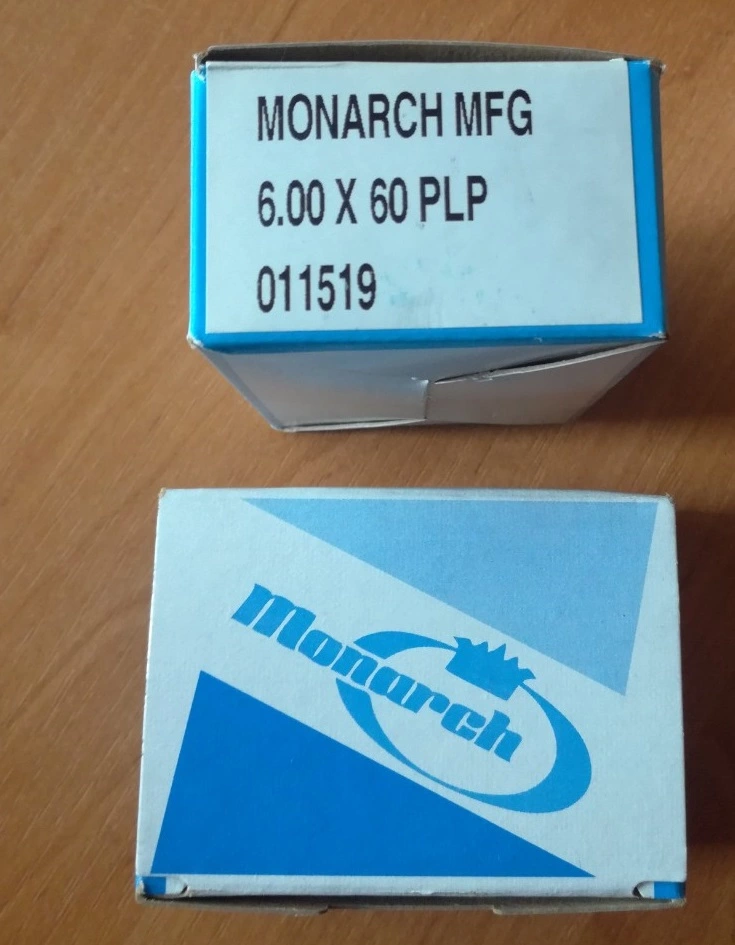 MONARCH MFG
6.00 X 60 PLP
011519
Monarch